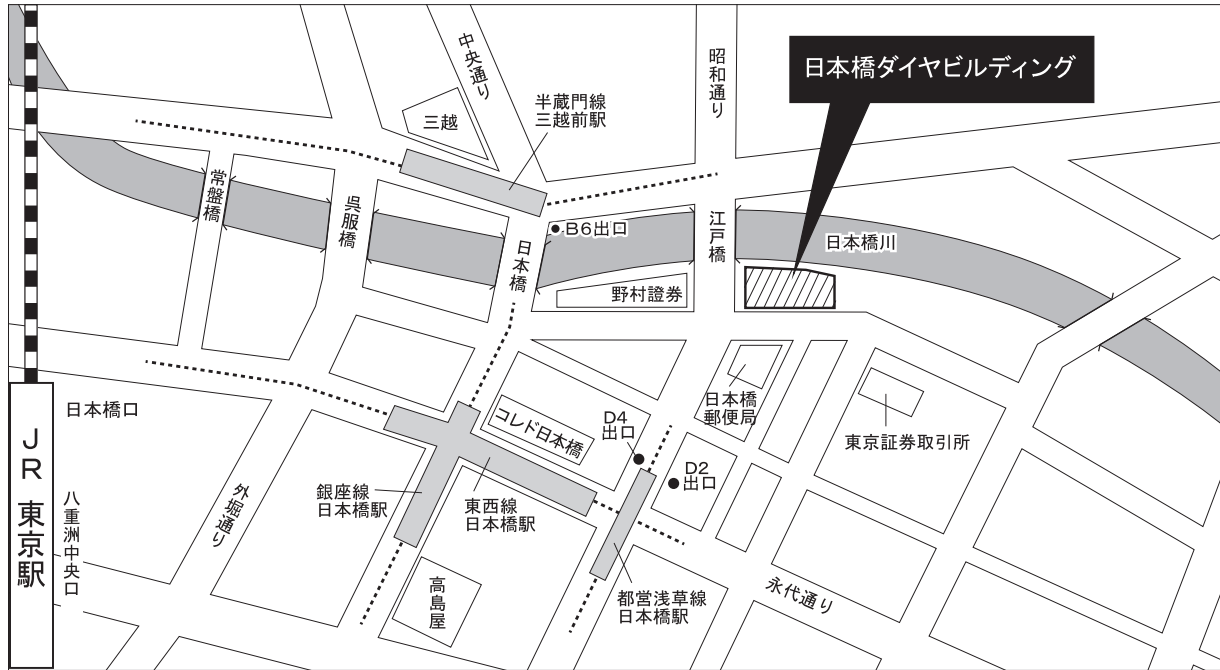 中央通り
昭和通り
日本橋ダイヤビルディング
三越
半蔵門線
三越前駅
常盤橋
呉服橋
日本橋
B6出口
江戸橋
日本橋川
野村證券
日本橋
郵便局
東京証券取引所
日本橋口
コレド日本橋
D4
出口
D2
出口
JR 東京駅
八重洲中央口
外堀通り
銀座線
日本橋駅
東西線
日本橋駅
高島屋
都営浅草線
日本橋駅
永代通り